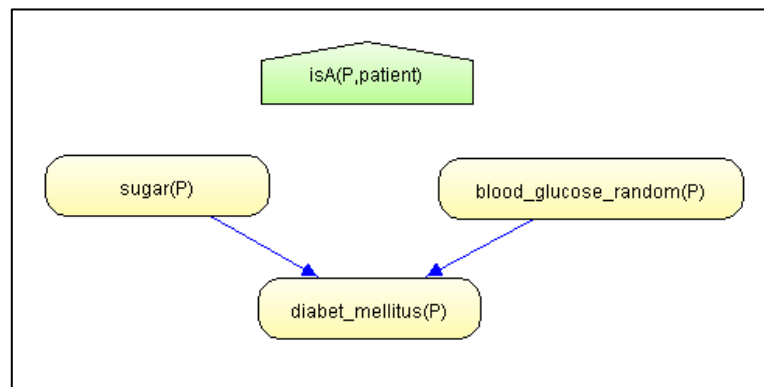 isA(P,patient)
sugar(P)
blood_glucose_random(P)
diabet_mellitus(P)